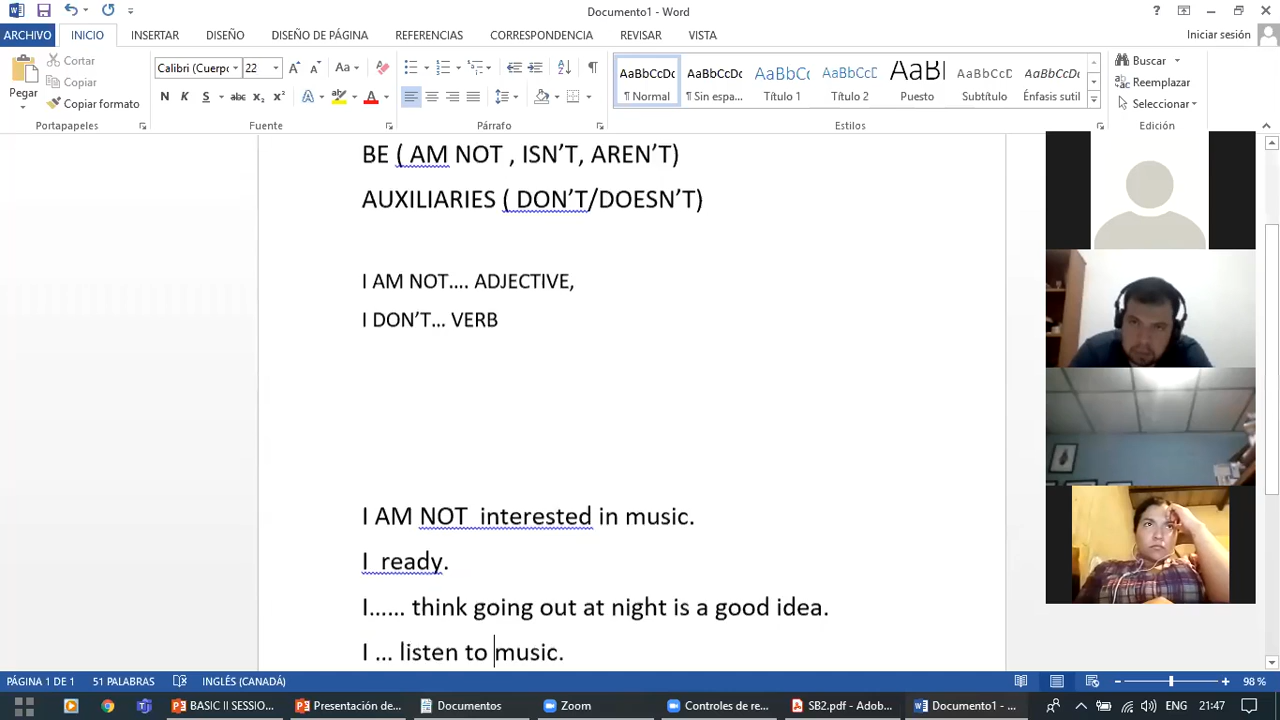 Documento1 - Word
ARCHIVO INICIO INSERTAR DISEÑO DISEÑO DE PÁGINA REFERENCIAS CORRESPONDENCIA REVISAR VISTA Iniciar sesión
Pegar
Cortar
Copiar
Copiar formato
Calibri (Cuerpo 22
N K S abc x₂ x²
AaBbCcDc AaBbCcDc AaBbCc AaBbCcC AaBl AaBbCcD AaBbCcDc
¶ Normal ¶ Sin espa... Título 1 Título 2 Puesto Subtítulo Énfasis sutil
Buscar
Reemplazar
Seleccionar
Portapapeles Fuente Párrafo Estilos Edición
BE ( AM NOT , ISN’T, AREN’T)
AUXILIARIES ( DON’T/DOESN’T)
I AM NOT…. ADJECTIVE,
I DON’T… VERB
I AM NOT  interested in music.
I  ready.
I…… think going out at night is a good idea.
I … listen to music.
PÁGINA 1 DE 1 51 PALABRAS INGLÉS (CANADÁ) 98 %
BASIC II SESSIO... Presentación de... Documentos Zoom Controles de re... SB2.pdf - Adobe... Documento1 - ... ENG 21:47